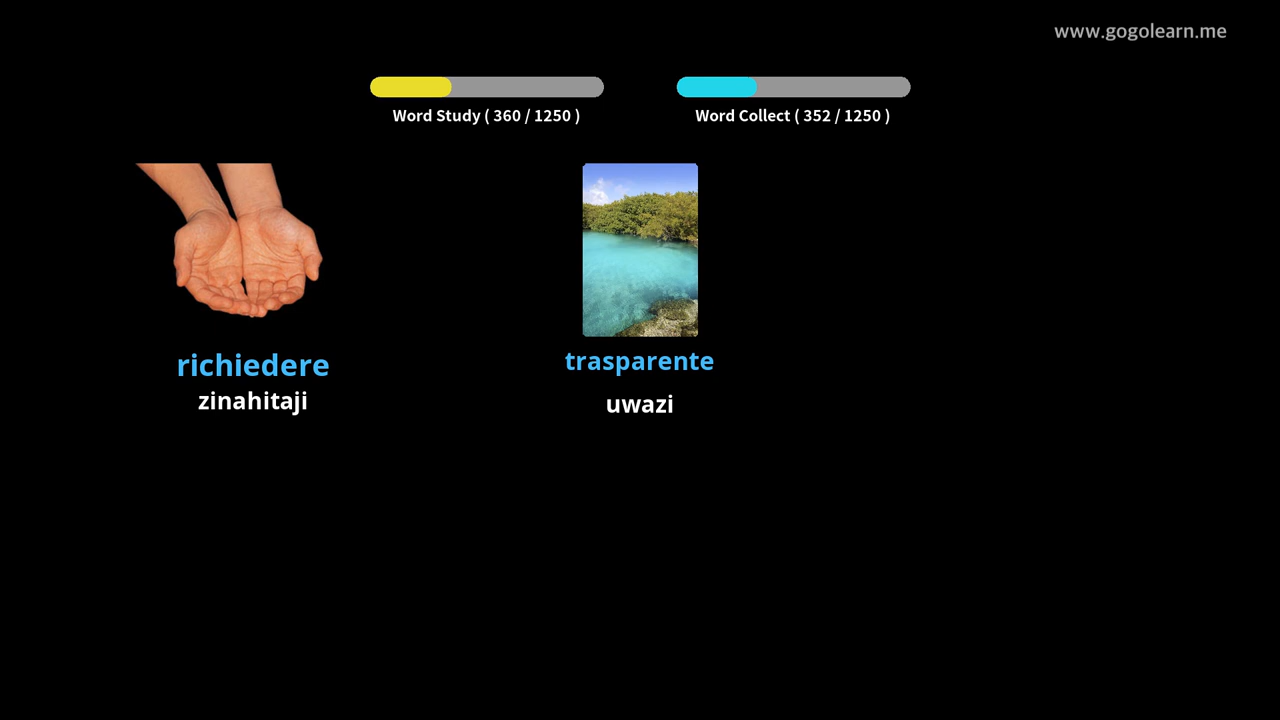 www.gogolearn.me
Word Study ( 360 / 1250 )
Word Collect ( 352 / 1250 )
richiedere
zinahitaji
trasparente
uwazi